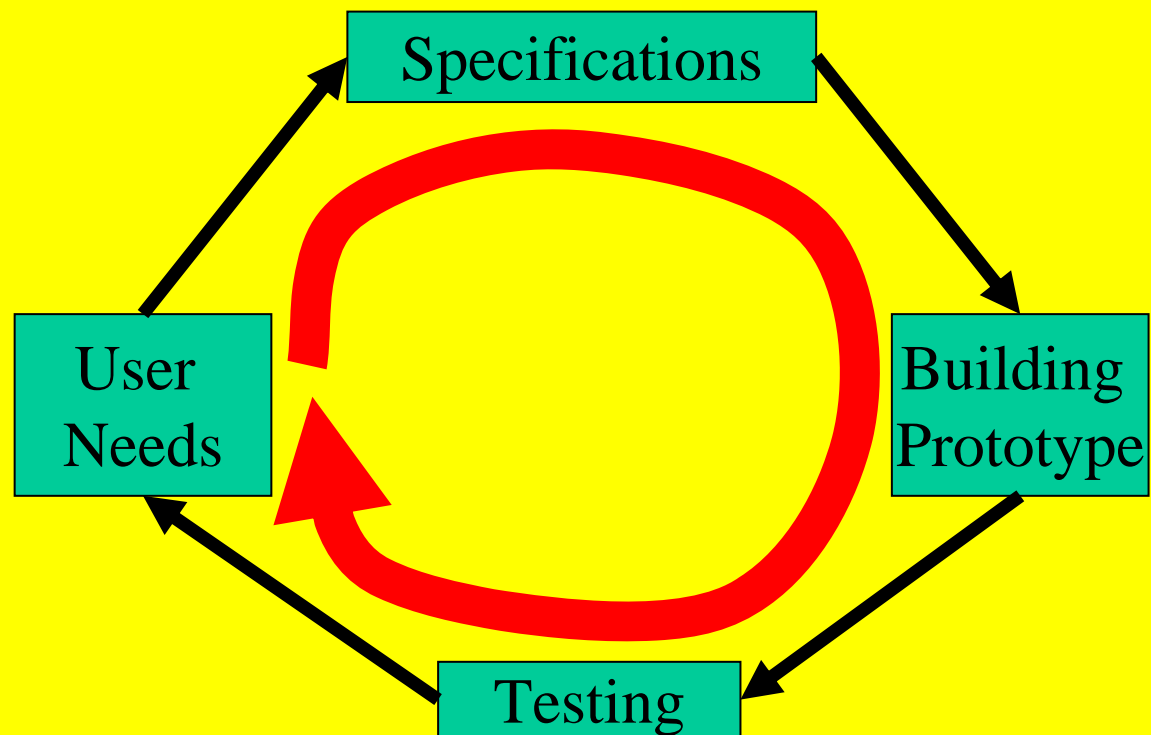 Specifications
User
Needs
Building
Prototype
Testing